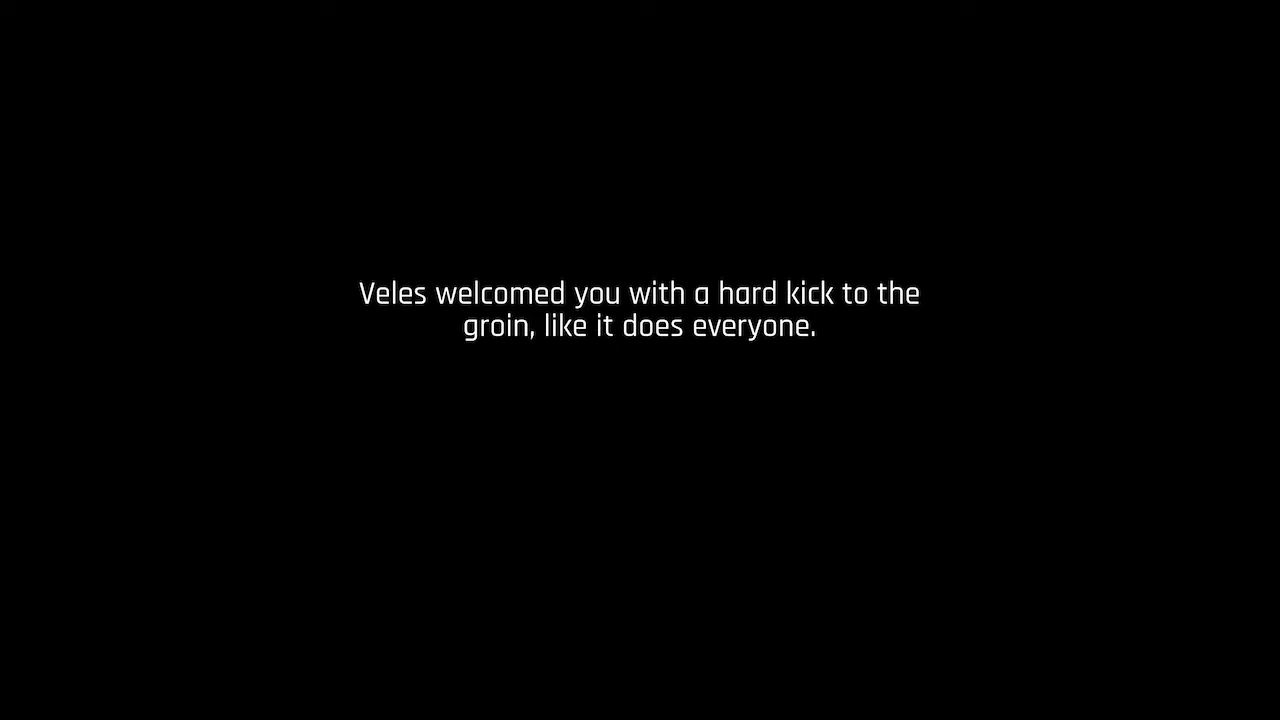 Veles welcomed you with a hard kick to the
groin, like it does everyone.